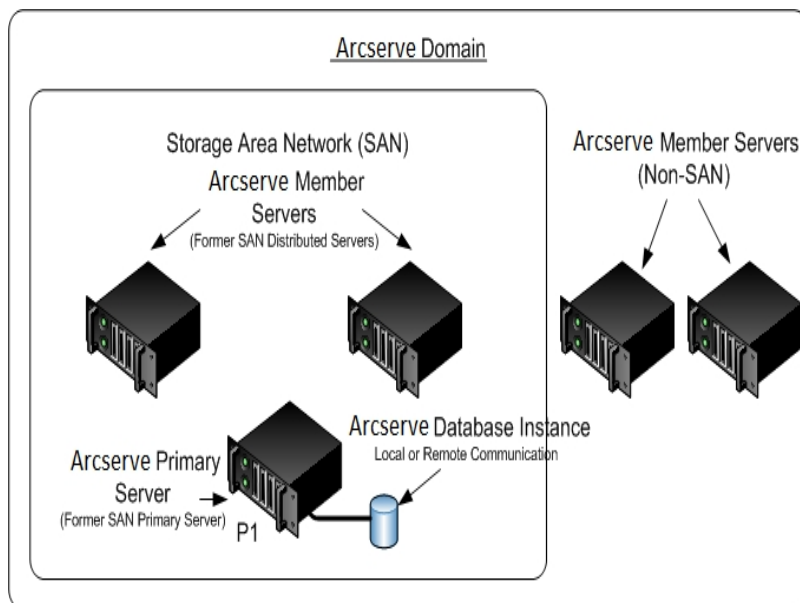 Arcserve Domain
Storage Area Network (SAN)
Arcserve Member
Servers
(Former SAN Distributed Servers)
Arcserve Member Servers
(Non-SAN)
Arcserve Database Instance
Local or Remote Communication
Arcserve Primary
Server
(Former SAN Primary Server)
P1